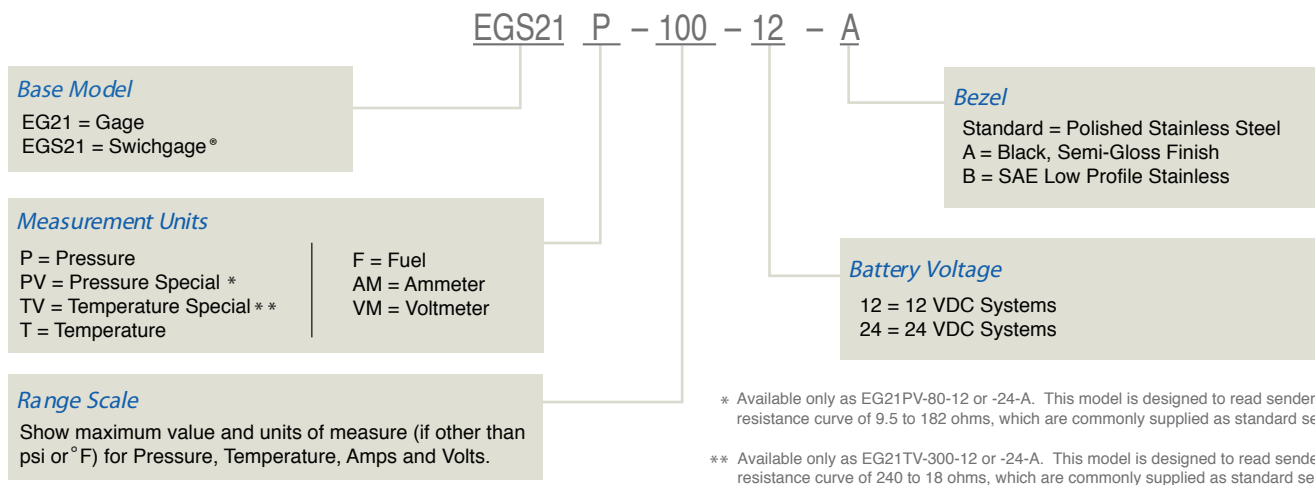 EGS21 P – 100 – 12 – A
Base Model
EG21 = Gage
EGS21 = Swichgage®
Measurement Units
P = Pressure
PV = Pressure Special *
TV = Temperature Special **
T = Temperature
F = Fuel
AM = Ammeter
VM = Voltmeter
Range Scale
Show maximum value and units of measure (if other than
psi or °F) for Pressure, Temperature, Amps and Volts.
Bezel
Standard = Polished Stainless Steel
A = Black, Semi-Gloss Finish
B = SAE Low Profile Stainless
Battery Voltage
12 = 12 VDC Systems
24 = 24 VDC Systems
* Available only as EG21PV-80-12 or -24-A. This model is designed to read sender
resistance curve of 9.5 to 182 ohms, which are commonly supplied as standard
** Available only as EG21TV-300-12 or -24-A. This model is designed to read
resistance curve of 240 to 18 ohms, which are commonly supplied as standard